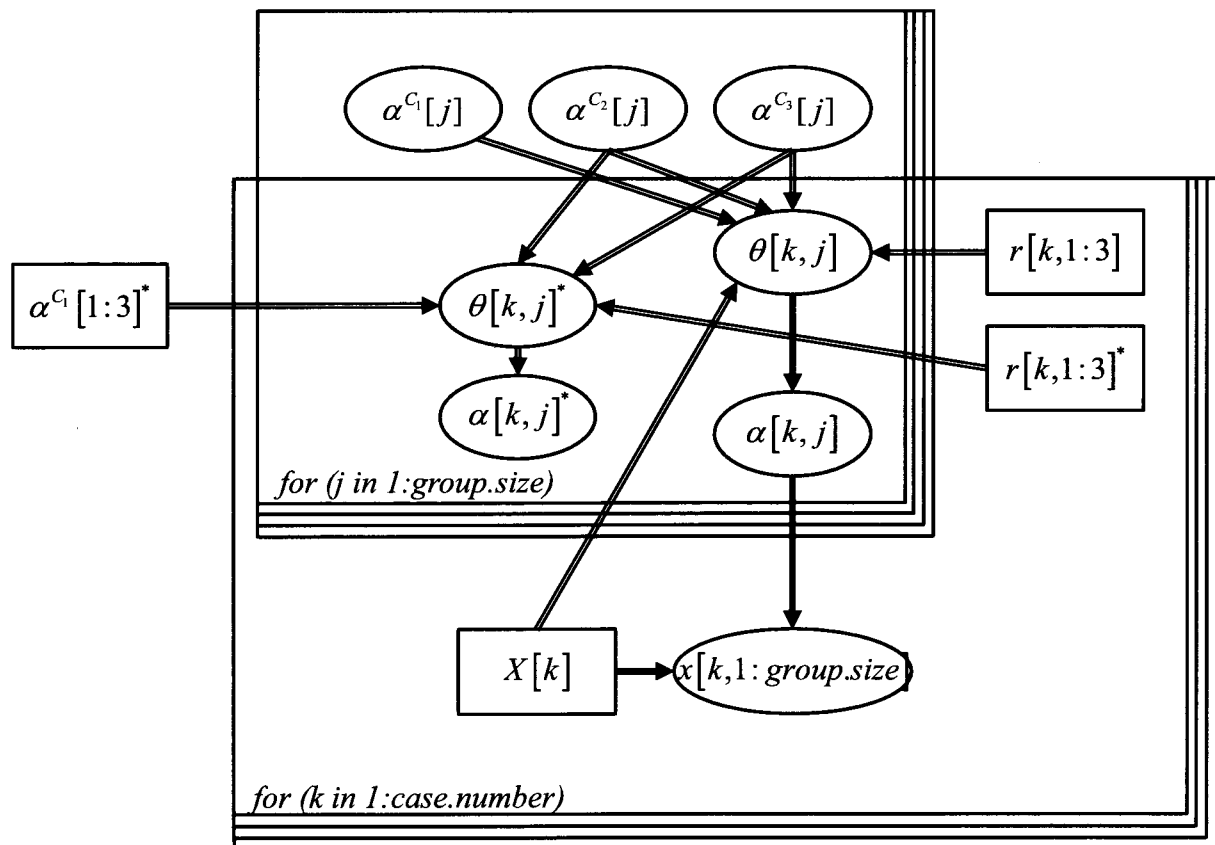 α^{C_1}[j] α^{C_2}[j] α^{C_3}[j]
θ[k, j] r[k,1:3]
α^{C_1}[1:3]^* θ[k, j]^*
r[k,1:3]^*
α[k, j]^* α[k, j]
for (j in 1:group.size)
X[k] x[k,1:group.size]
for (k in 1:case.number)